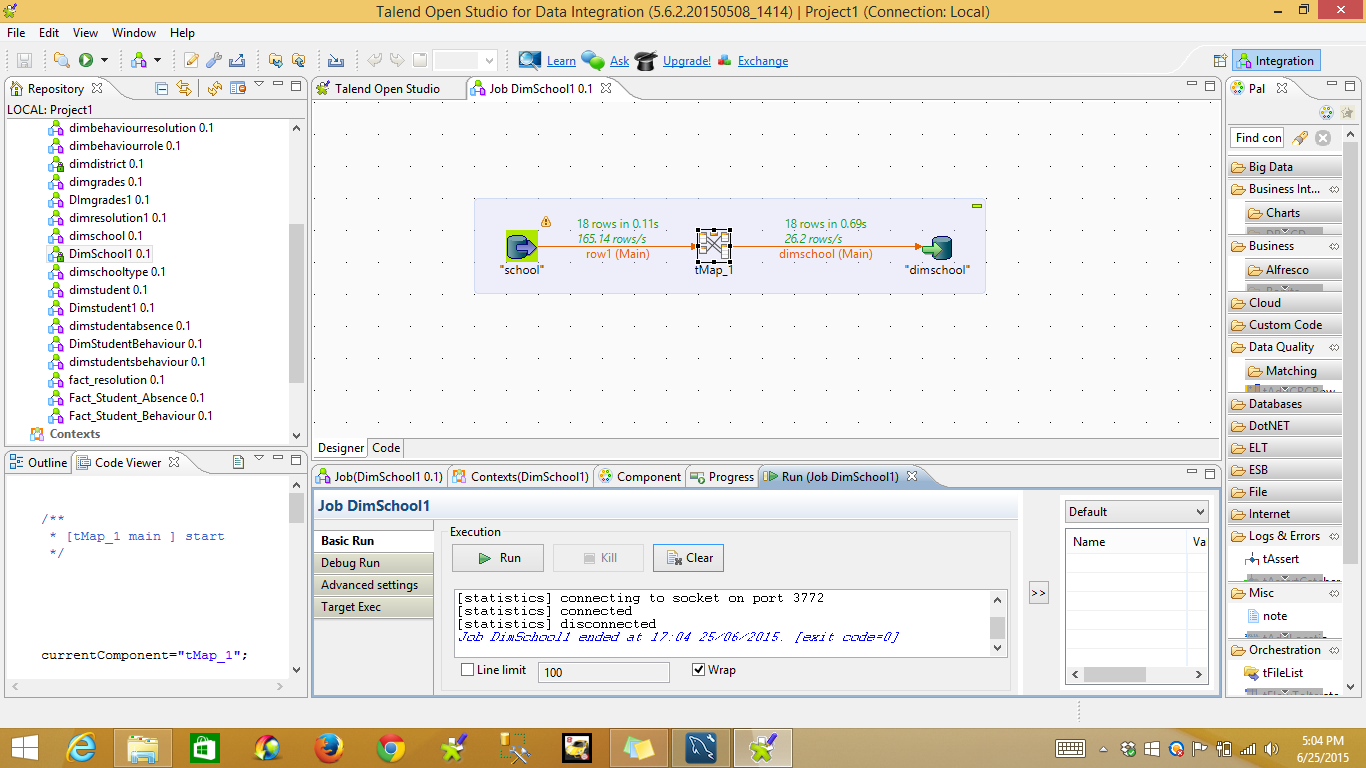 Talend Open Studio for Data Integration (5.6.2.20150508_1414) | Project1 (Connection: Local)
File Edit View Window Help
Learn Ask Upgrade! Exchange Integration
Repository
LOCAL: Project1
dimbehaviourresolution 0.1
dimbehaviourrole 0.1
dimdistrict 0.1
dimgrades 0.1
DImgrades1 0.1
dimresolution1 0.1
dimschool 0.1
DimSchool1 0.1
dimschooltype 0.1
dimstudent 0.1
Dimstudent1 0.1
dimstudentabsence 0.1
DimStudentBehaviour 0.1
dimstudentsbehaviour 0.1
fact_resolution 0.1
Fact_Student_Absence 0.1
Fact_Student_Behaviour 0.1
Contexts
Outline Code Viewer
/**
* [tMap_1 main ] start
*/
currentComponent="tMap_1";
Talend Open Studio Job DimSchool1 0.1
18 rows in 0.11s
165.14 rows/s
row1 (Main)
18 rows in 0.69s
26.2 rows/s
dimschool (Main)
"school"
tMap_1
"dimschool"
Designer Code
Job(DimSchool1 0.1) Contexts(DimSchool1) Component Progress Run (Job DimSchool1)
Job DimSchool1
Basic Run
Debug Run
Advanced settings
Target Exec
Execution
Run Kill Clear
[statistics] connecting to socket on port 3772
[statistics] connected
[statistics] disconnected
Job DimSchool1 ended at 17:04 25/06/2015. [exit code=0]
Line limit 100 Wrap
>>
Default
Name Va
Pal
Find con
Big Data
Business Int...
Charts
Business
Alfresco
Cloud
Custom Code
Data Quality
Matching
Databases
DotNET
ELT
ESB
File
Internet
Logs & Errors
tAssert
Misc
note
Orchestration
tFileList
5:04 PM
6/25/2015